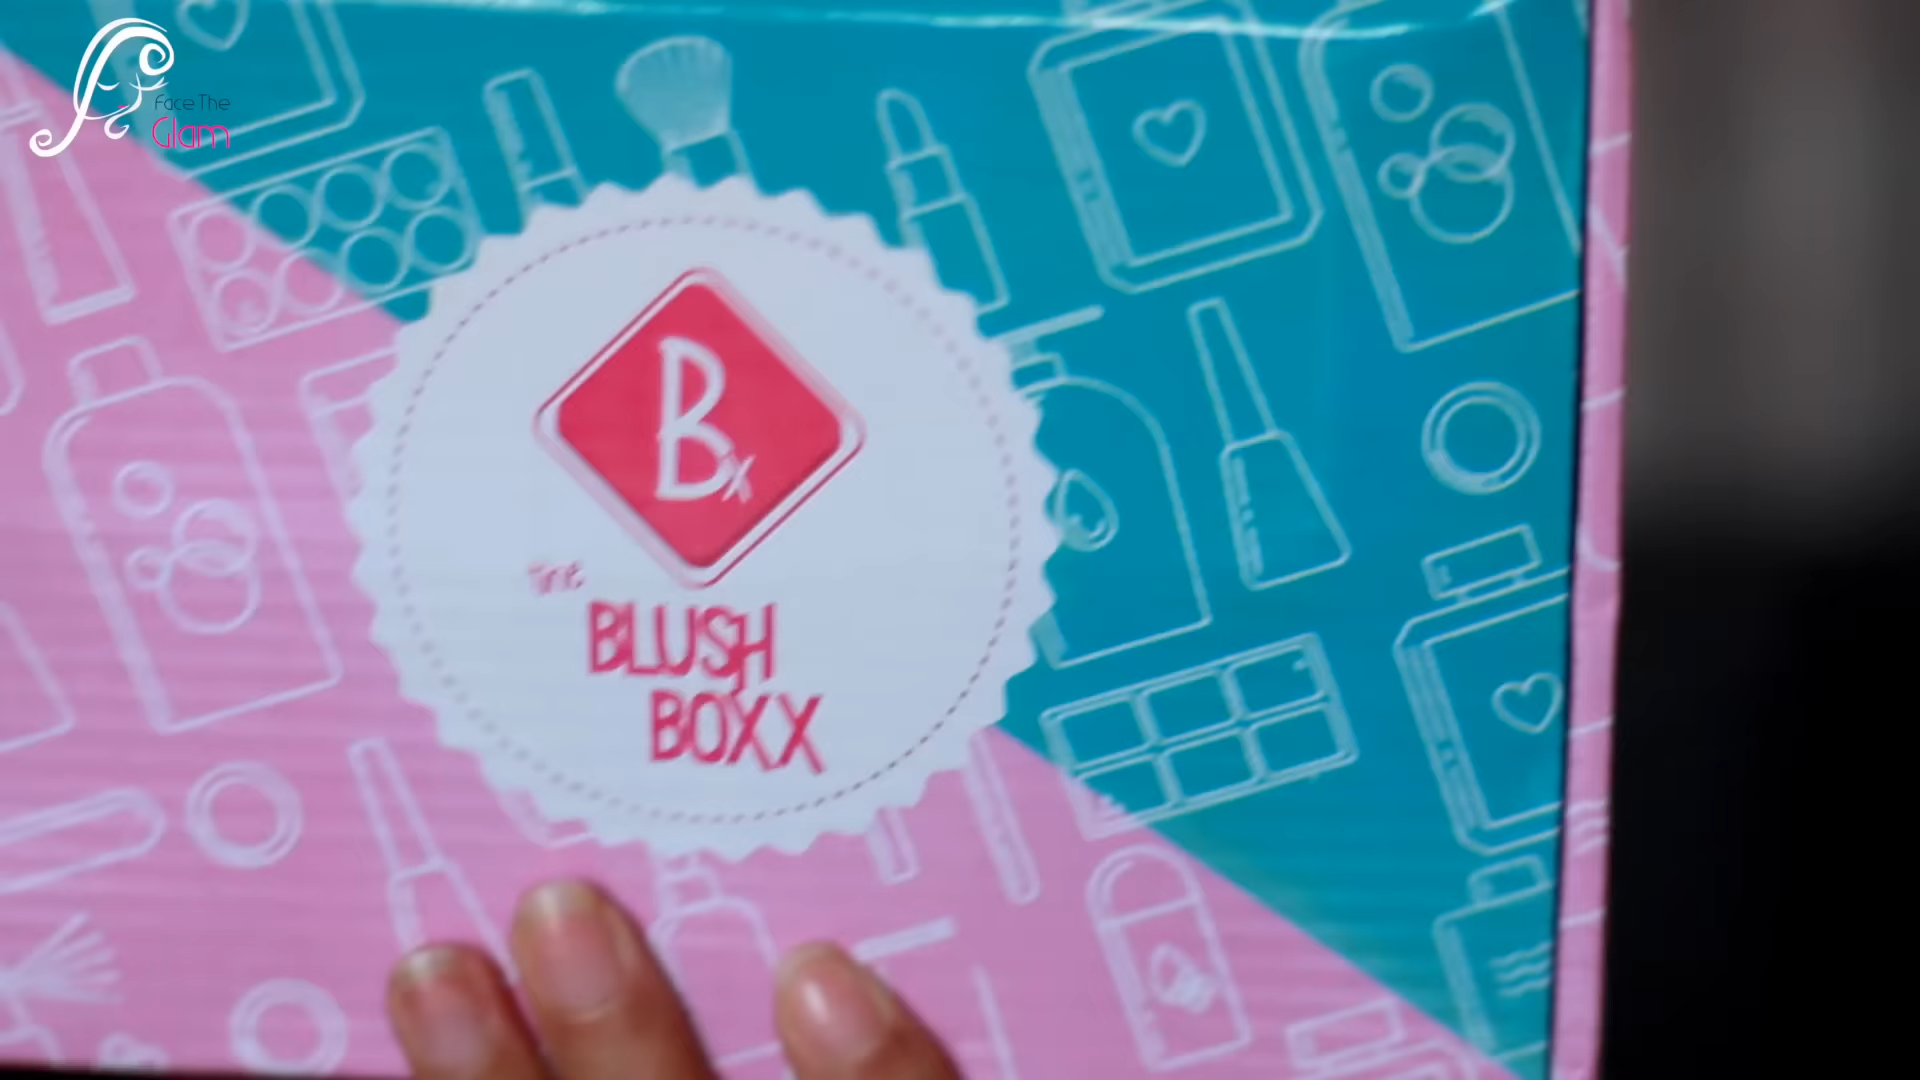 Face The
Glam
Bx
The
BLUSH
BOXX